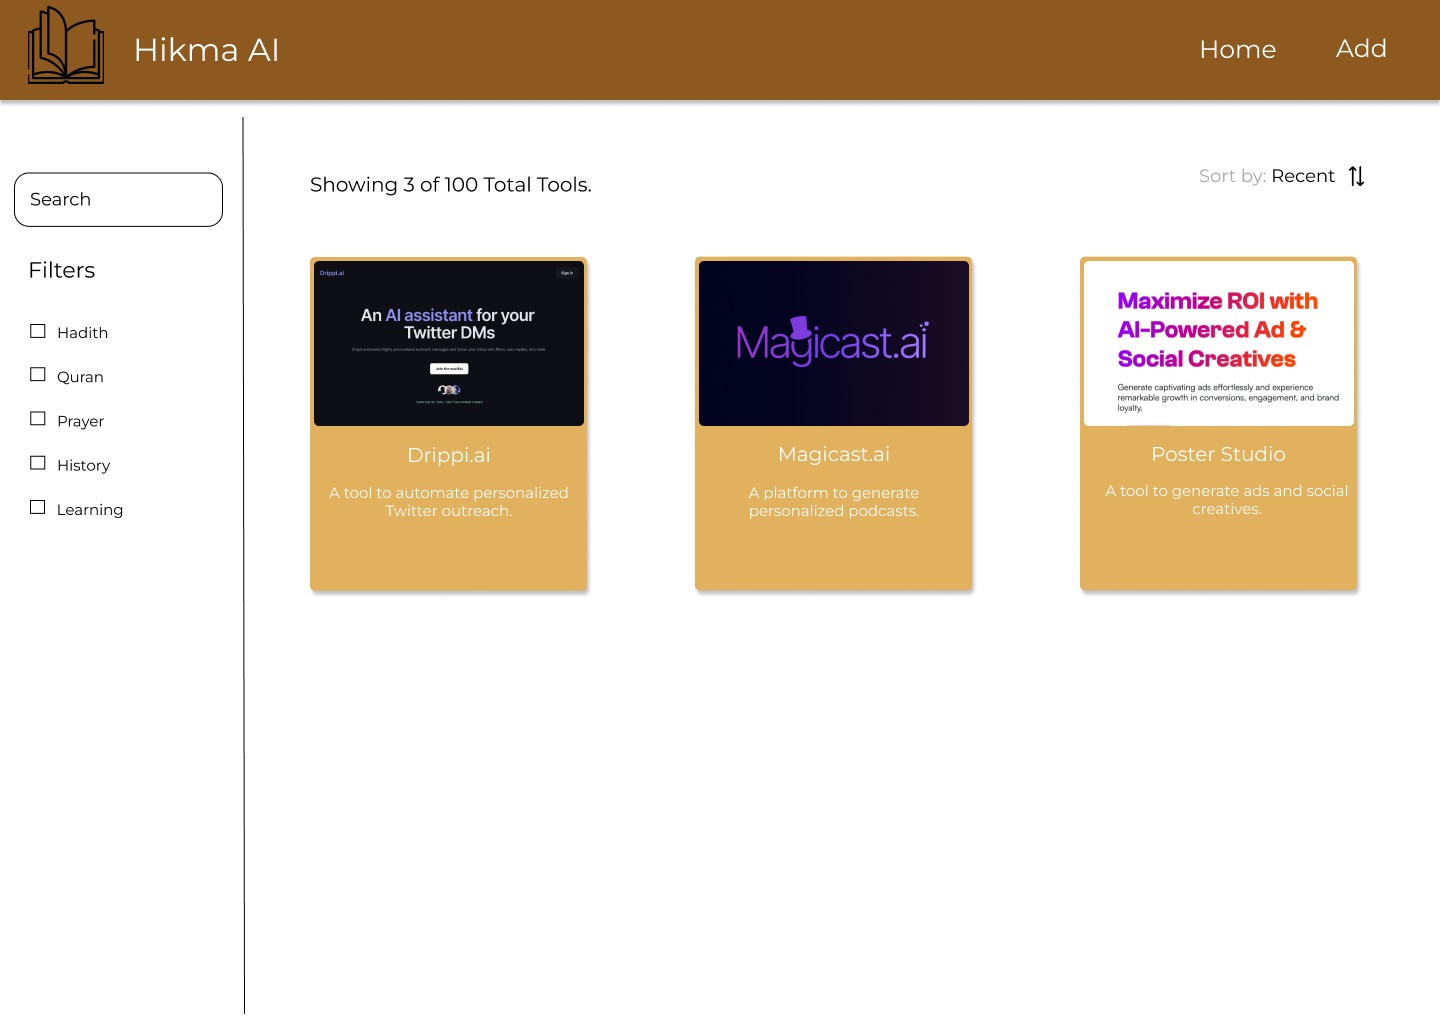 Hikma AI
Home
Add
Search
Filters
Hadith
Quran
Prayer
History
Learning
Showing 3 of 100 Total Tools.
Sort by: Recent
Drippi.ai
Sign in
An AI assistant for your
Twitter DMs
Join the waitlist
Drippi.ai
A tool to automate personalized
Twitter outreach.
Magicast.ai
Magicast.ai
A platform to generate
personalized podcasts.
Maximize ROI with
AI-Powered Ad &
Social Creatives
Generate captivating ads effortlessly and experience
remarkable growth in conversions, engagement, and brand
loyalty.
Poster Studio
A tool to generate ads and social
creatives.